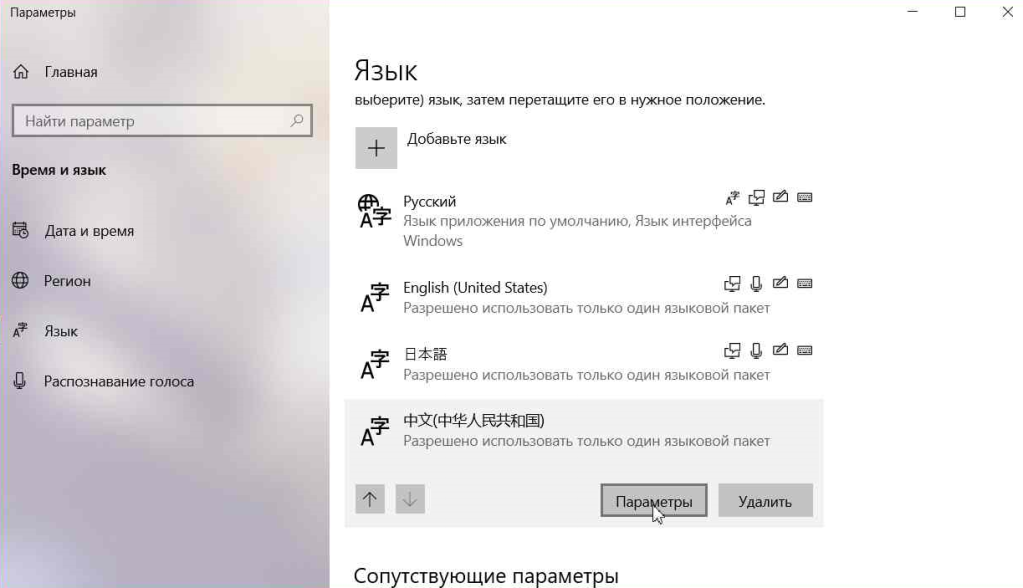 Параметры
Главная
Найти параметр
Время и язык
Дата и время
Регион
Язык
Распознавание голоса
Язык
выберите) язык, затем перетащите его в нужное положение.
Добавьте язык
Русский
Язык приложения по умолчанию, Язык интерфейса
Windows
English (United States)
Разрешено использовать только один языковой пакет
日本語
Разрешено использовать только один языковой пакет
中文(中华人民共和国)
Разрешено использовать только один языковой пакет
Параметры
Удалить
Сопутствующие параметры